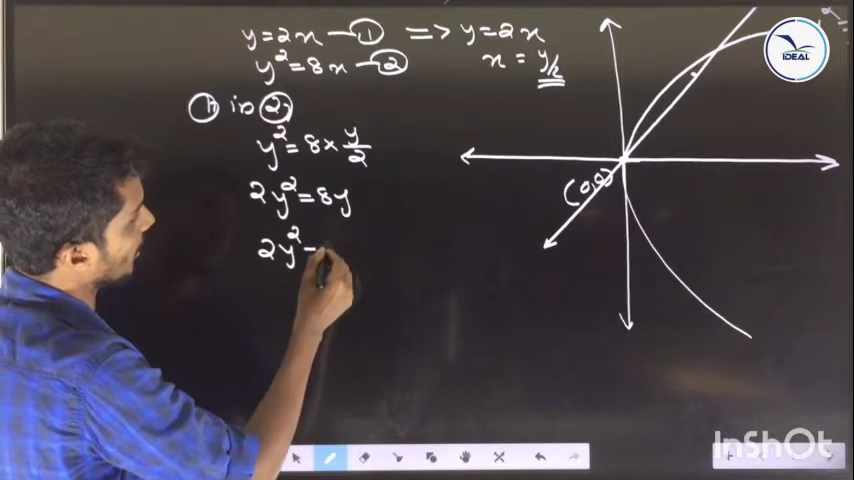 y=2x —① => y=2x
y²=8x —② x = y/2
① in ②,
y²=8×y/2
2y²=8y
2y²-
(0,0)
IDEAL
InShOt